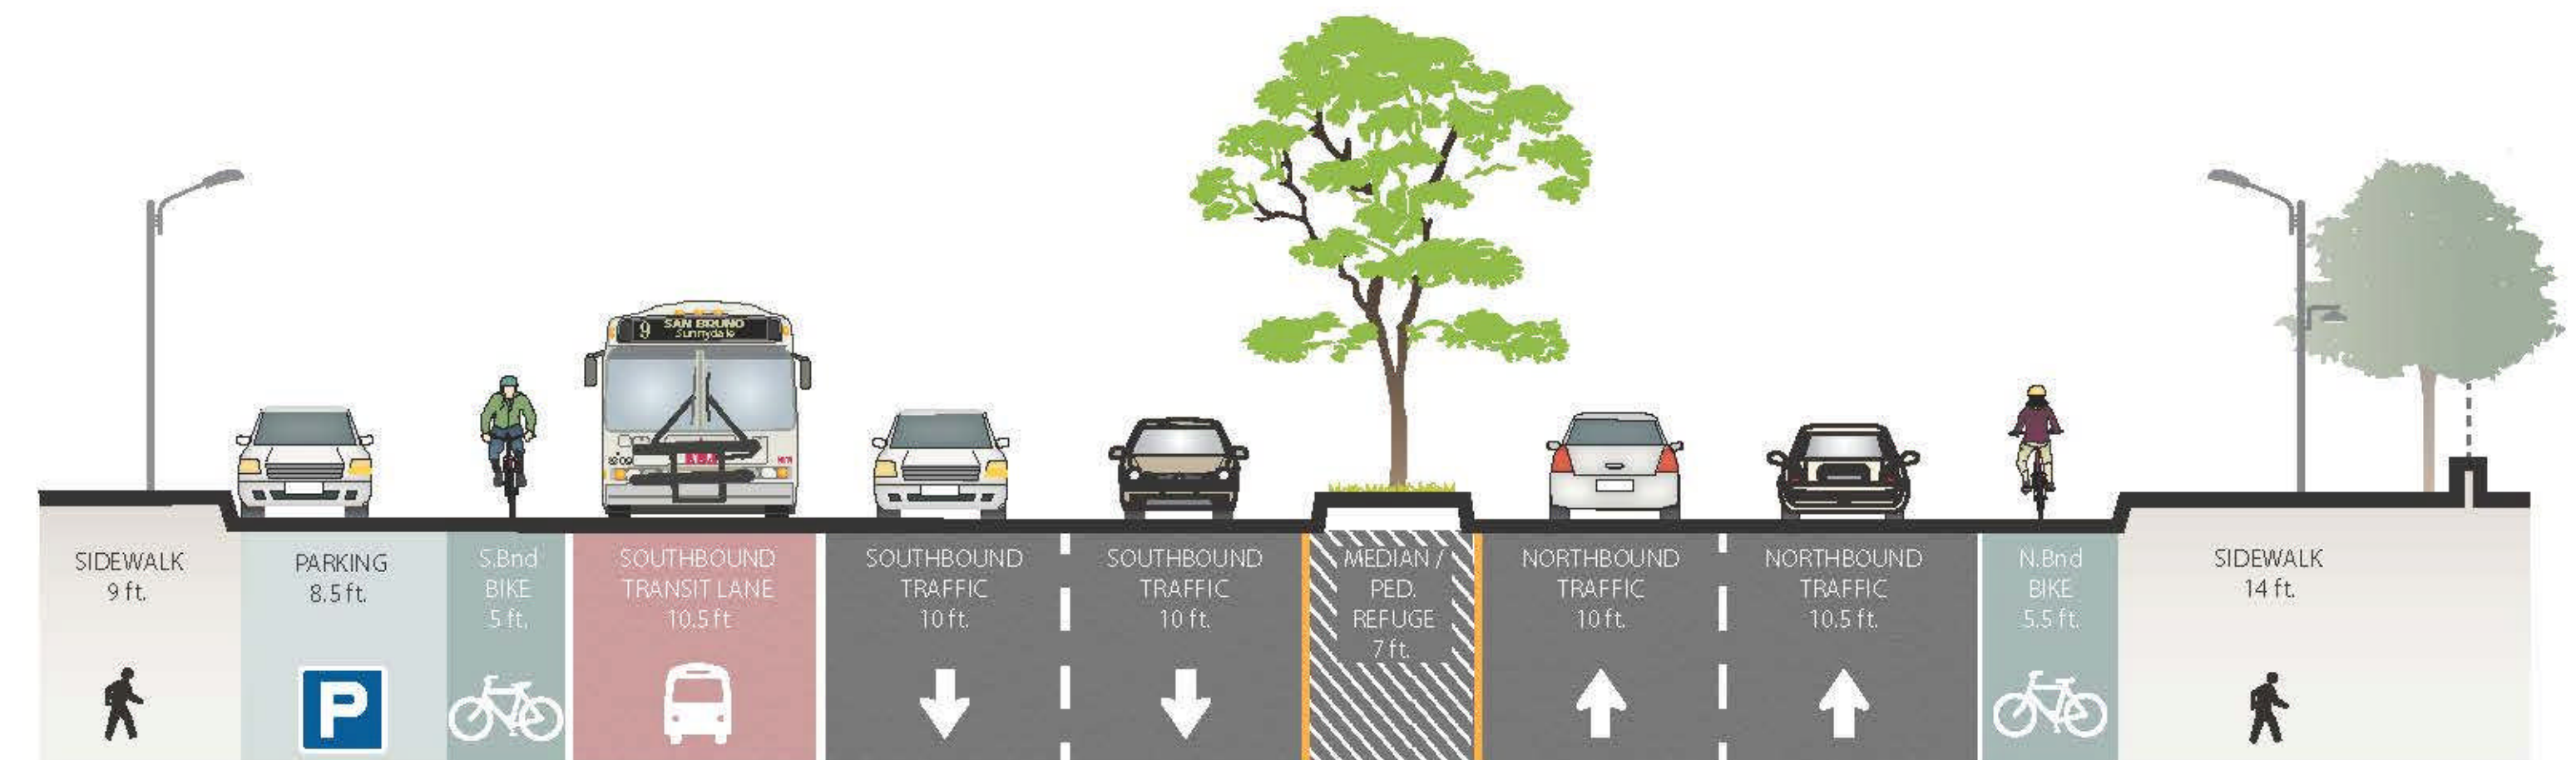 9 SAN BRUNO
Sunnydale
SIDEWALK
9 ft.
PARKING
8.5 ft.
P
S.Bnd
BIKE
5 ft.
SOUTHBOUND
TRANSIT LANE
10.5 ft
SOUTHBOUND
TRAFFIC
10 ft.
SOUTHBOUND
TRAFFIC
10 ft.
MEDIAN /
PED.
REFUGE
7 ft.
NORTHBOUND
TRAFFIC
10 ft.
NORTHBOUND
TRAFFIC
10.5 ft.
N.Bnd
BIKE
5.5 ft.
SIDEWALK
14 ft.